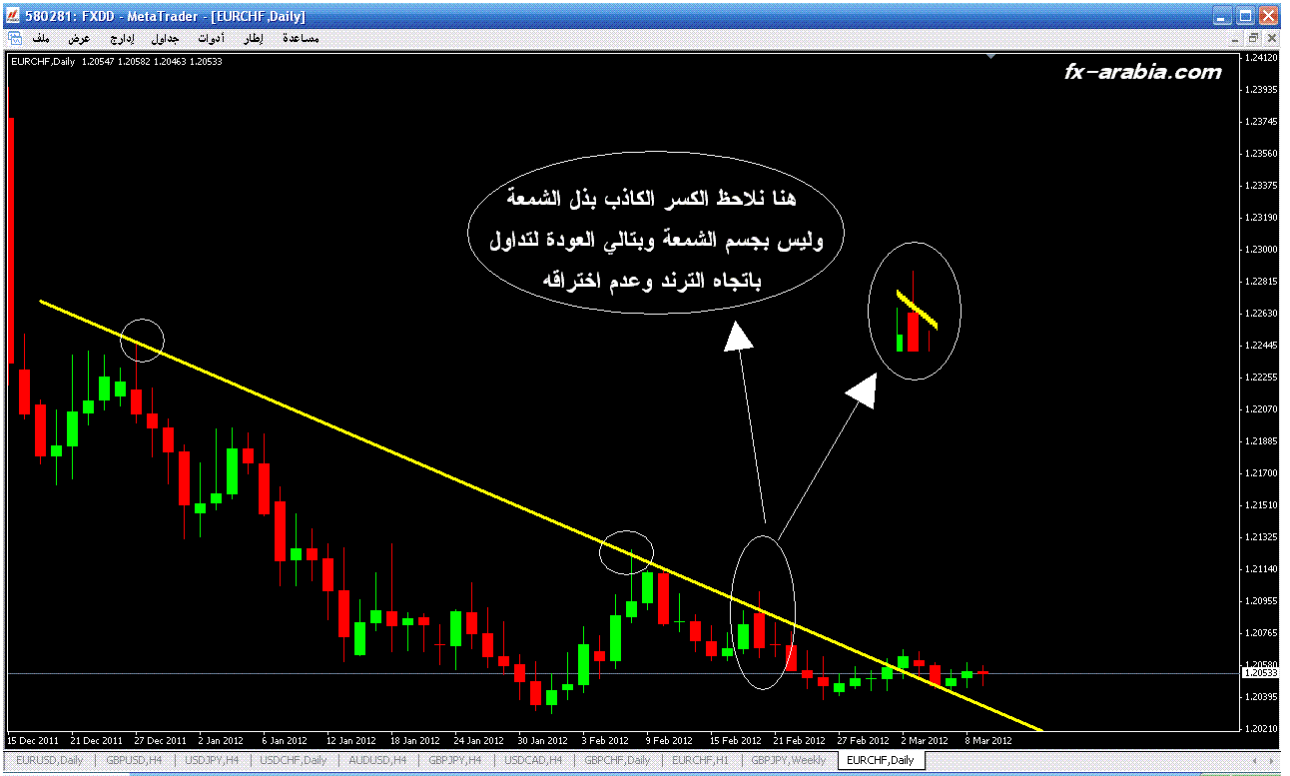 580281: FXDD - MetaTrader - [EURCHF,Daily]
ملف عرض إدارج جداول أدوات إطار مساعدة
EURCHF,Daily 1.20547 1.20582 1.20463 1.20533
fx-arabia.com
هنا نلاحظ الكسر الكاذب بذل الشمعة
وليس بجسم الشمعة وبتالي العودة لتداول
باتجاه الترند وعدم اختراقه
1.24120
1.23935
1.23745
1.23560
1.23375
1.23190
1.23000
1.22815
1.22630
1.22445
1.22255
1.22070
1.21885
1.21700
1.21510
1.21325
1.21140
1.20955
1.20765
1.20580
1.20533
1.20395
1.20210
15 Dec 2011 21 Dec 2011 27 Dec 2011 2 Jan 2012 6 Jan 2012 12 Jan 2012 18 Jan 2012 24 Jan 2012 30 Jan 2012 3 Feb 2012 9 Feb 2012 15 Feb 2012 21 Feb 2012 27 Feb 2012 2 Mar 2012 8 Mar 2012
EURUSD,Daily GBPUSD,H4 USDJPY,H4 USDCHF,Daily AUDUSD,H4 GBPJPY,H4 USDCAD,H4 GBPCHF,Daily EURCHF,H1 GBPJPY,Weekly EURCHF,Daily